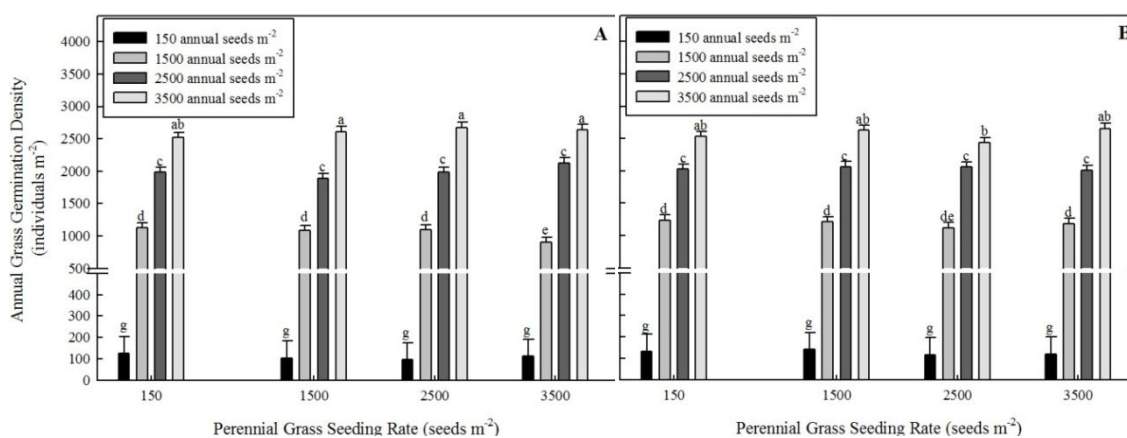 Annual Grass Germination Density
(individuals m⁻²)
4000
3500
3000
2500
2000
1500
1000
500
400
300
200
100
0
150 annual seeds m⁻²
1500 annual seeds m⁻²
2500 annual seeds m⁻²
3500 annual seeds m⁻²
A
g d c ab
g d c a
g d c a
g e c a
150 1500 2500 3500
Perennial Grass Seeding Rate (seeds m⁻²)
150 annual seeds m⁻²
1500 annual seeds m⁻²
2500 annual seeds m⁻²
3500 annual seeds m⁻²
B
g d c ab
g d c ab
g de c b
g d c ab
150 1500 2500 3500
Perennial Grass Seeding Rate (seeds m⁻²)